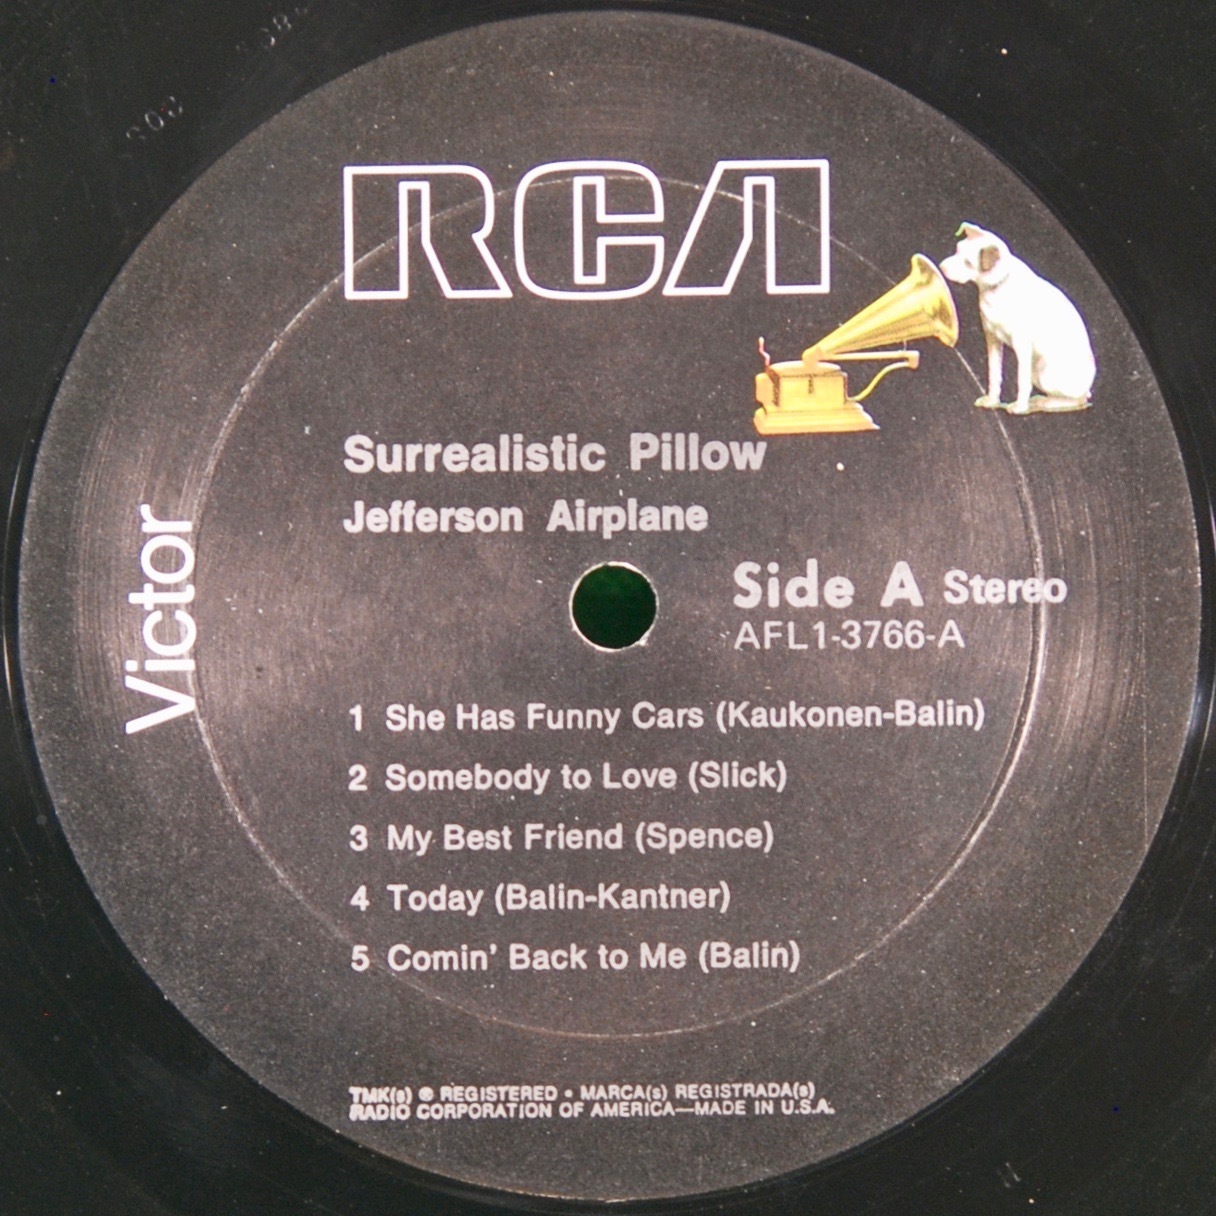 RCA
Surrealistic Pillow
Jefferson Airplane
Victor
Side A Stereo
AFL1-3766-A
1 She Has Funny Cars (Kaukonen-Balin)
2 Somebody to Love (Slick)
3 My Best Friend (Spence)
4 Today (Balin-Kantner)
5 Comin' Back to Me (Balin)
TMK(s) ® REGISTERED • MARCA(s) REGISTRADA(s)
RADIO CORPORATION OF AMERICA—MADE IN U.S.A.